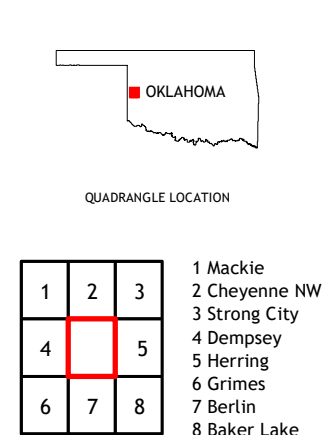 OKLAHOMA
QUADRANGLE LOCATION
1 2 3
4 5
6 7 8
1 Mackie
2 Cheyenne NW
3 Strong City
4 Dempsey
5 Herring
6 Grimes
7 Berlin
8 Baker Lake